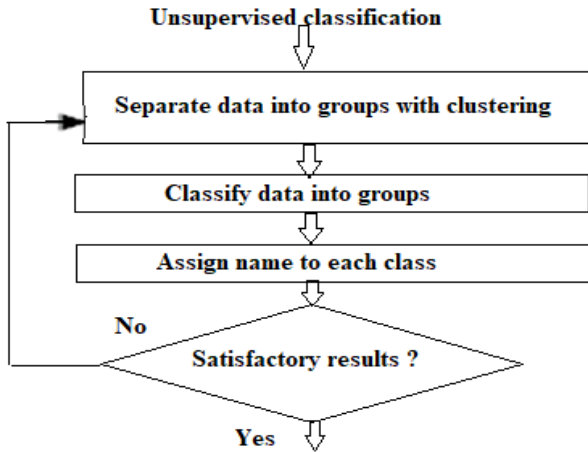 Unsupervised classification
Separate data into groups with clustering
Classify data into groups
Assign name to each class
No
Satisfactory results ?
Yes